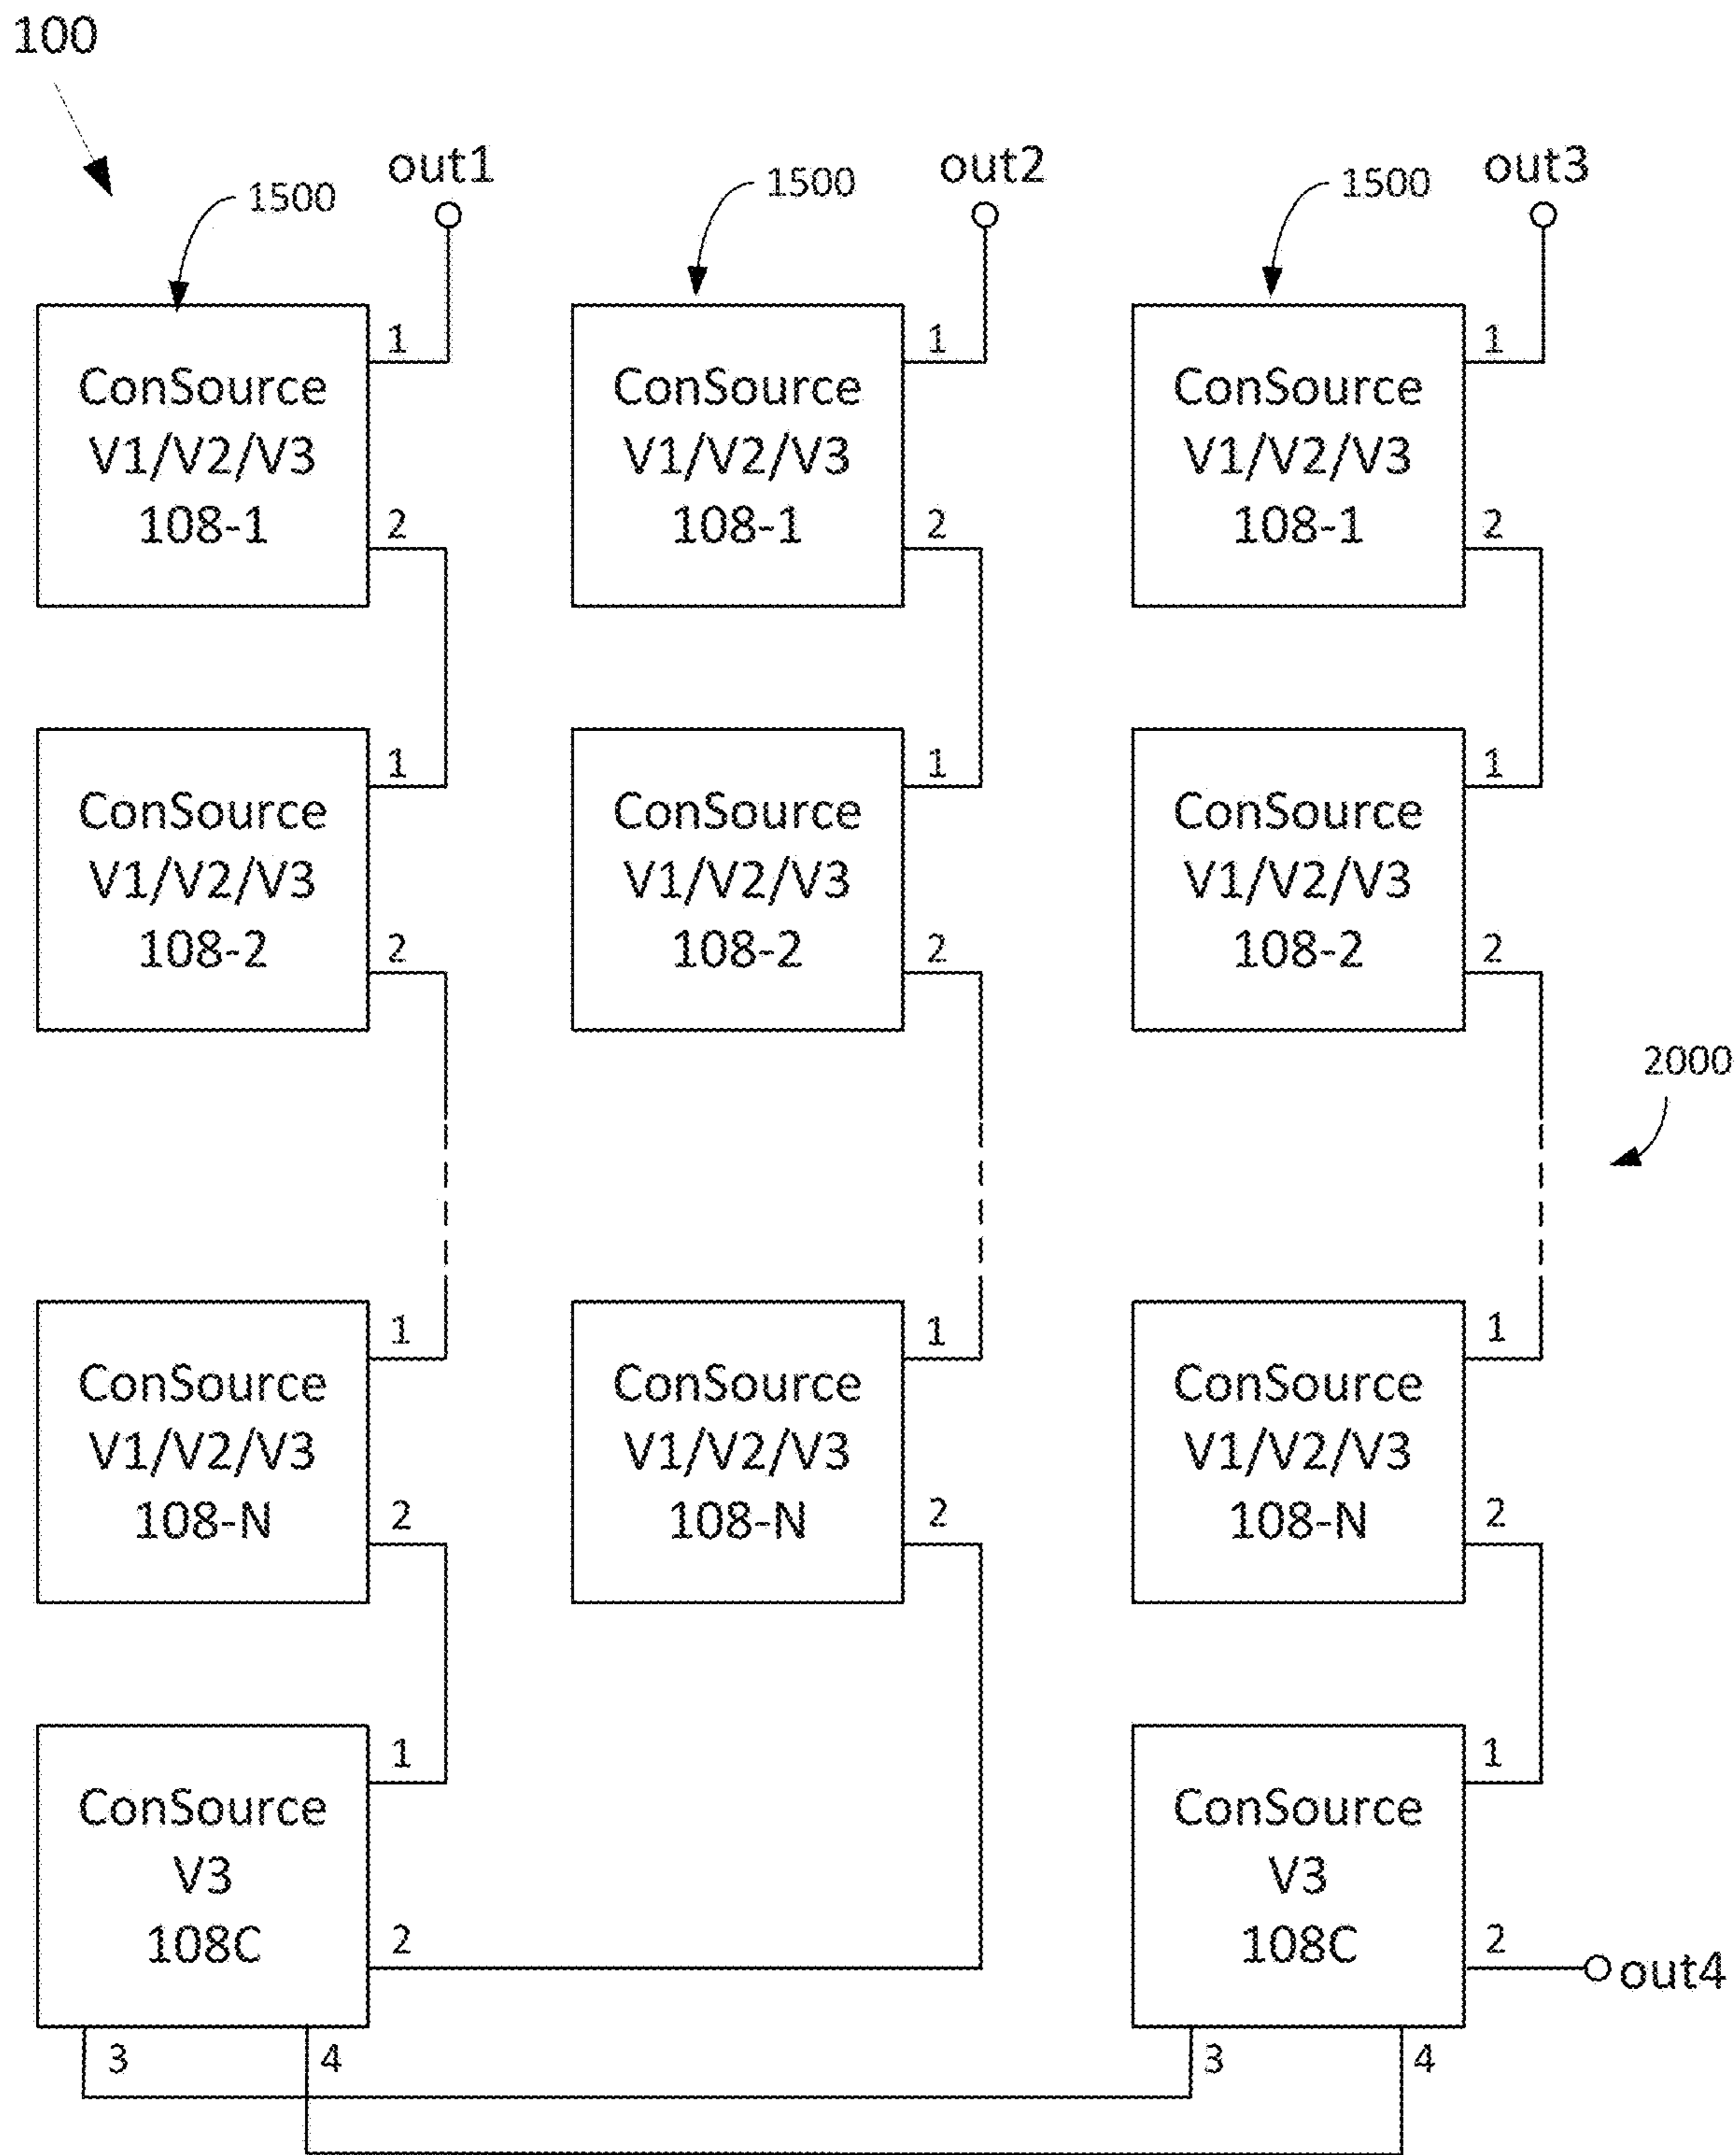 100
out1
out2
out3
1500
1500
1500
1
1
1
ConSource
V1/V2/V3
108-1
ConSource
V1/V2/V3
108-1
ConSource
V1/V2/V3
108-1
2
2
2
1
1
1
ConSource
V1/V2/V3
108-2
ConSource
V1/V2/V3
108-2
ConSource
V1/V2/V3
108-2
2
2
2
2000
1
1
1
ConSource
V1/V2/V3
108-N
ConSource
V1/V2/V3
108-N
ConSource
V1/V2/V3
108-N
2
2
2
1
1
ConSource
V3
108C
ConSource
V3
108C
2
2
out4
3
4
3
4